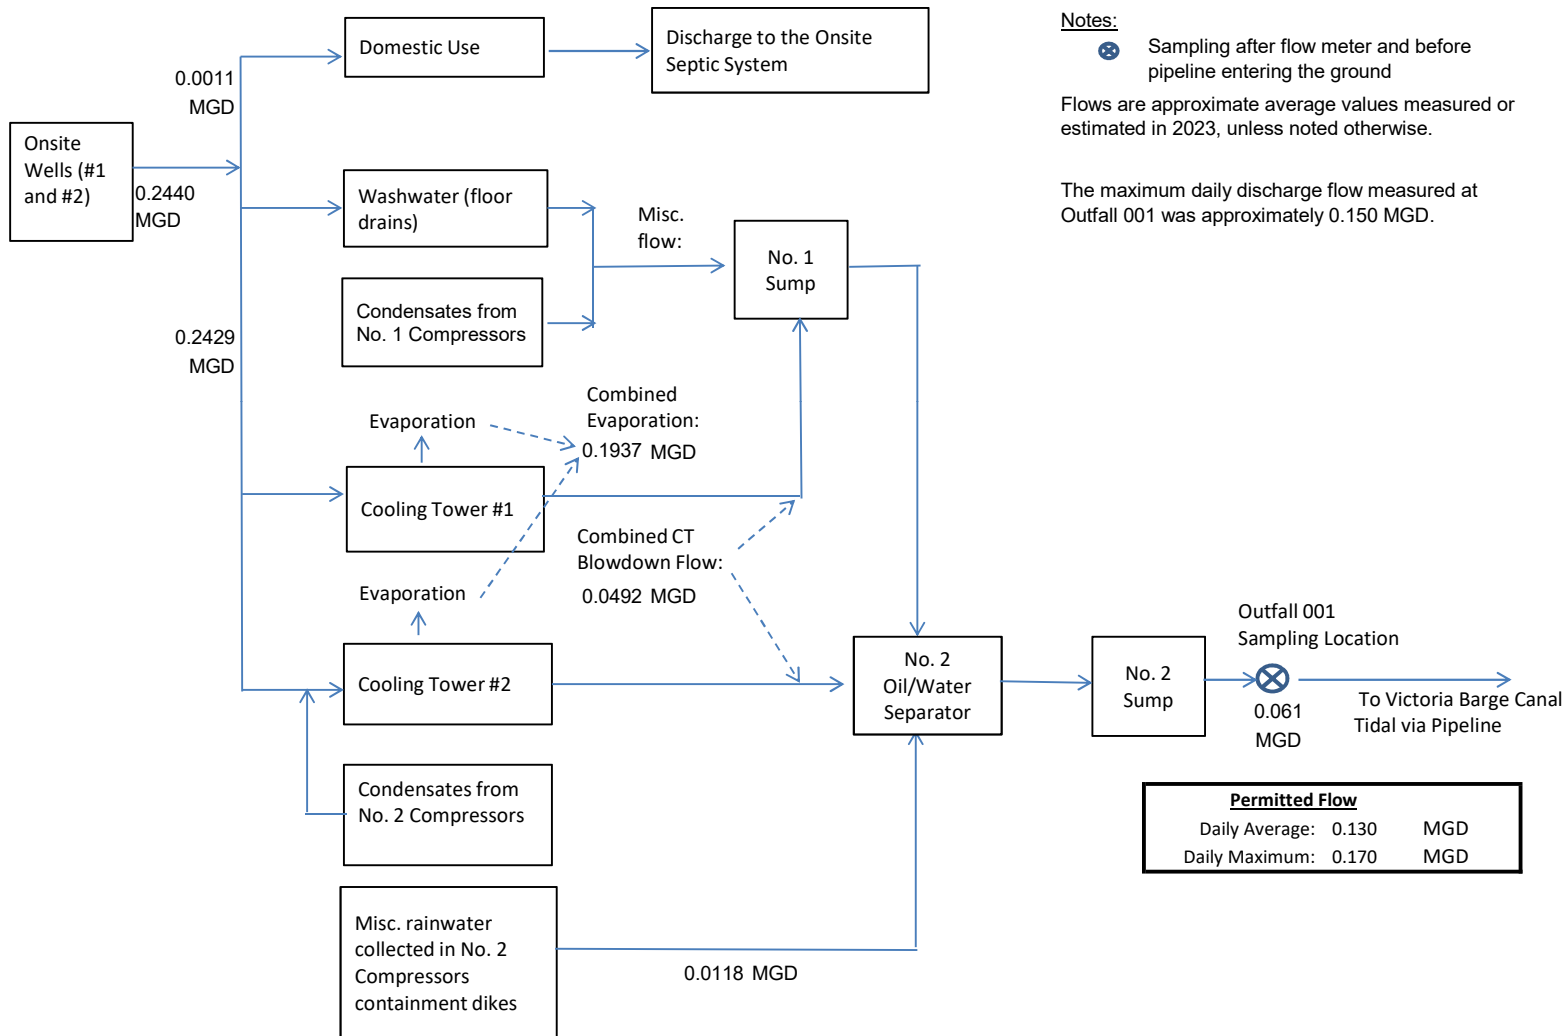 Domestic Use
Discharge to the Onsite
Septic System
Notes:
Sampling after flow meter and before
pipeline entering the ground
Flows are approximate average values measured or
estimated in 2023, unless noted otherwise.
The maximum daily discharge flow measured at
Outfall 001 was approximately 0.150 MGD.
0.0011
MGD
Onsite
Wells (#1
and #2)
0.2440
MGD
Washwater (floor
drains)
Misc.
flow:
No. 1
Sump
Condensates from
No. 1 Compressors
0.2429
MGD
Evaporation
Combined
Evaporation:
0.1937 MGD
Cooling Tower #1
Combined CT
Blowdown Flow:
0.0492 MGD
Evaporation
Cooling Tower #2
No. 2
Oil/Water
Separator
No. 2
Sump
Outfall 001
Sampling Location
0.061
MGD
To Victoria Barge Canal
Tidal via Pipeline
Condensates from
No. 2 Compressors
Permitted Flow
Daily Average: 0.130 MGD
Daily Maximum: 0.170 MGD
Misc. rainwater
collected in No. 2
Compressors
containment dikes
0.0118 MGD